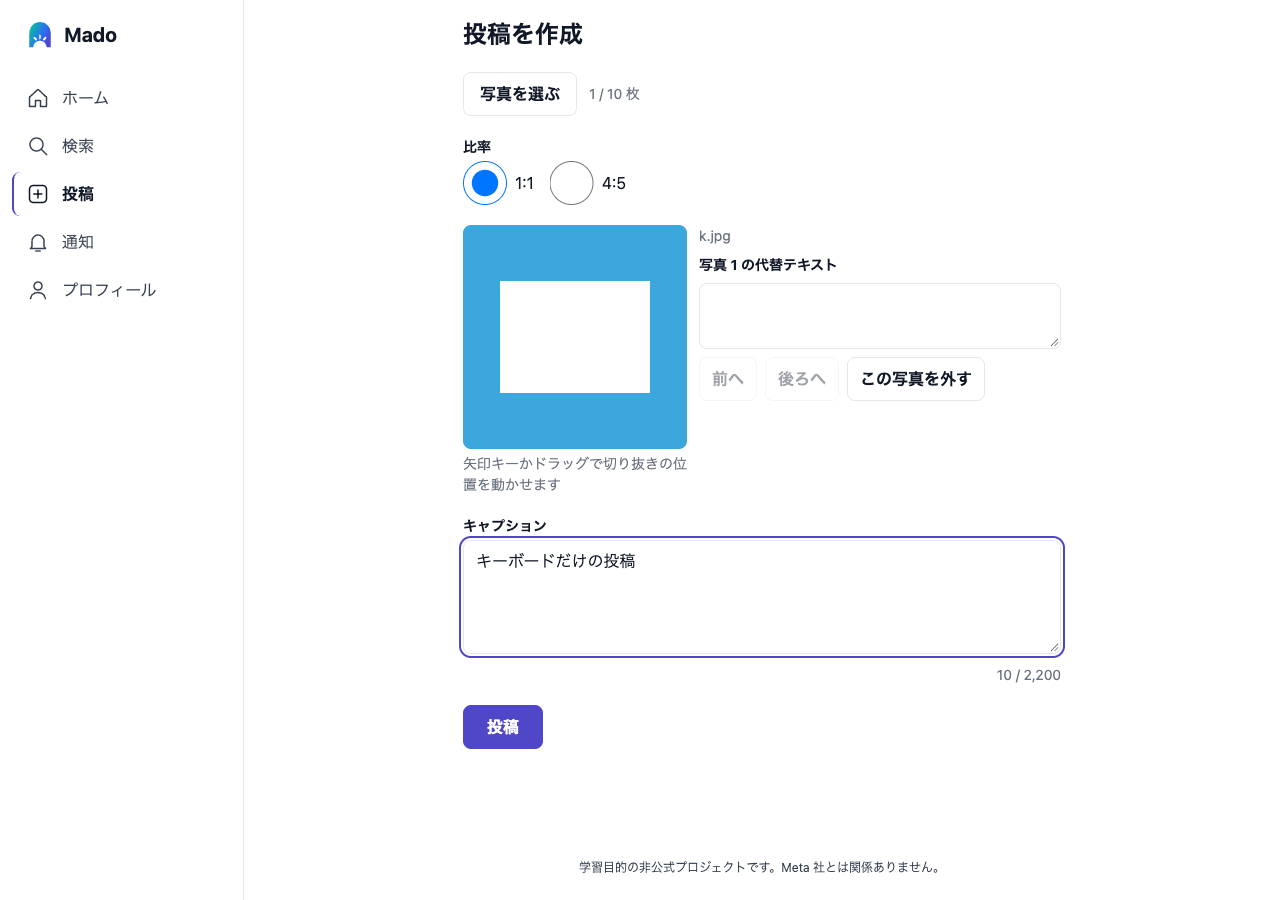 Mado
ホーム
検索
投稿
通知
プロフィール
投稿を作成
写真を選ぶ
1 / 10 枚
比率
1:1
4:5
k.jpg
写真 1 の代替テキスト
前へ
後ろへ
この写真を外す
矢印キーかドラッグで切り抜きの位
置を動かせます
キャプション
キーボードだけの投稿
10 / 2,200
投稿
学習目的の非公式プロジェクトです。Meta 社とは関係ありません。